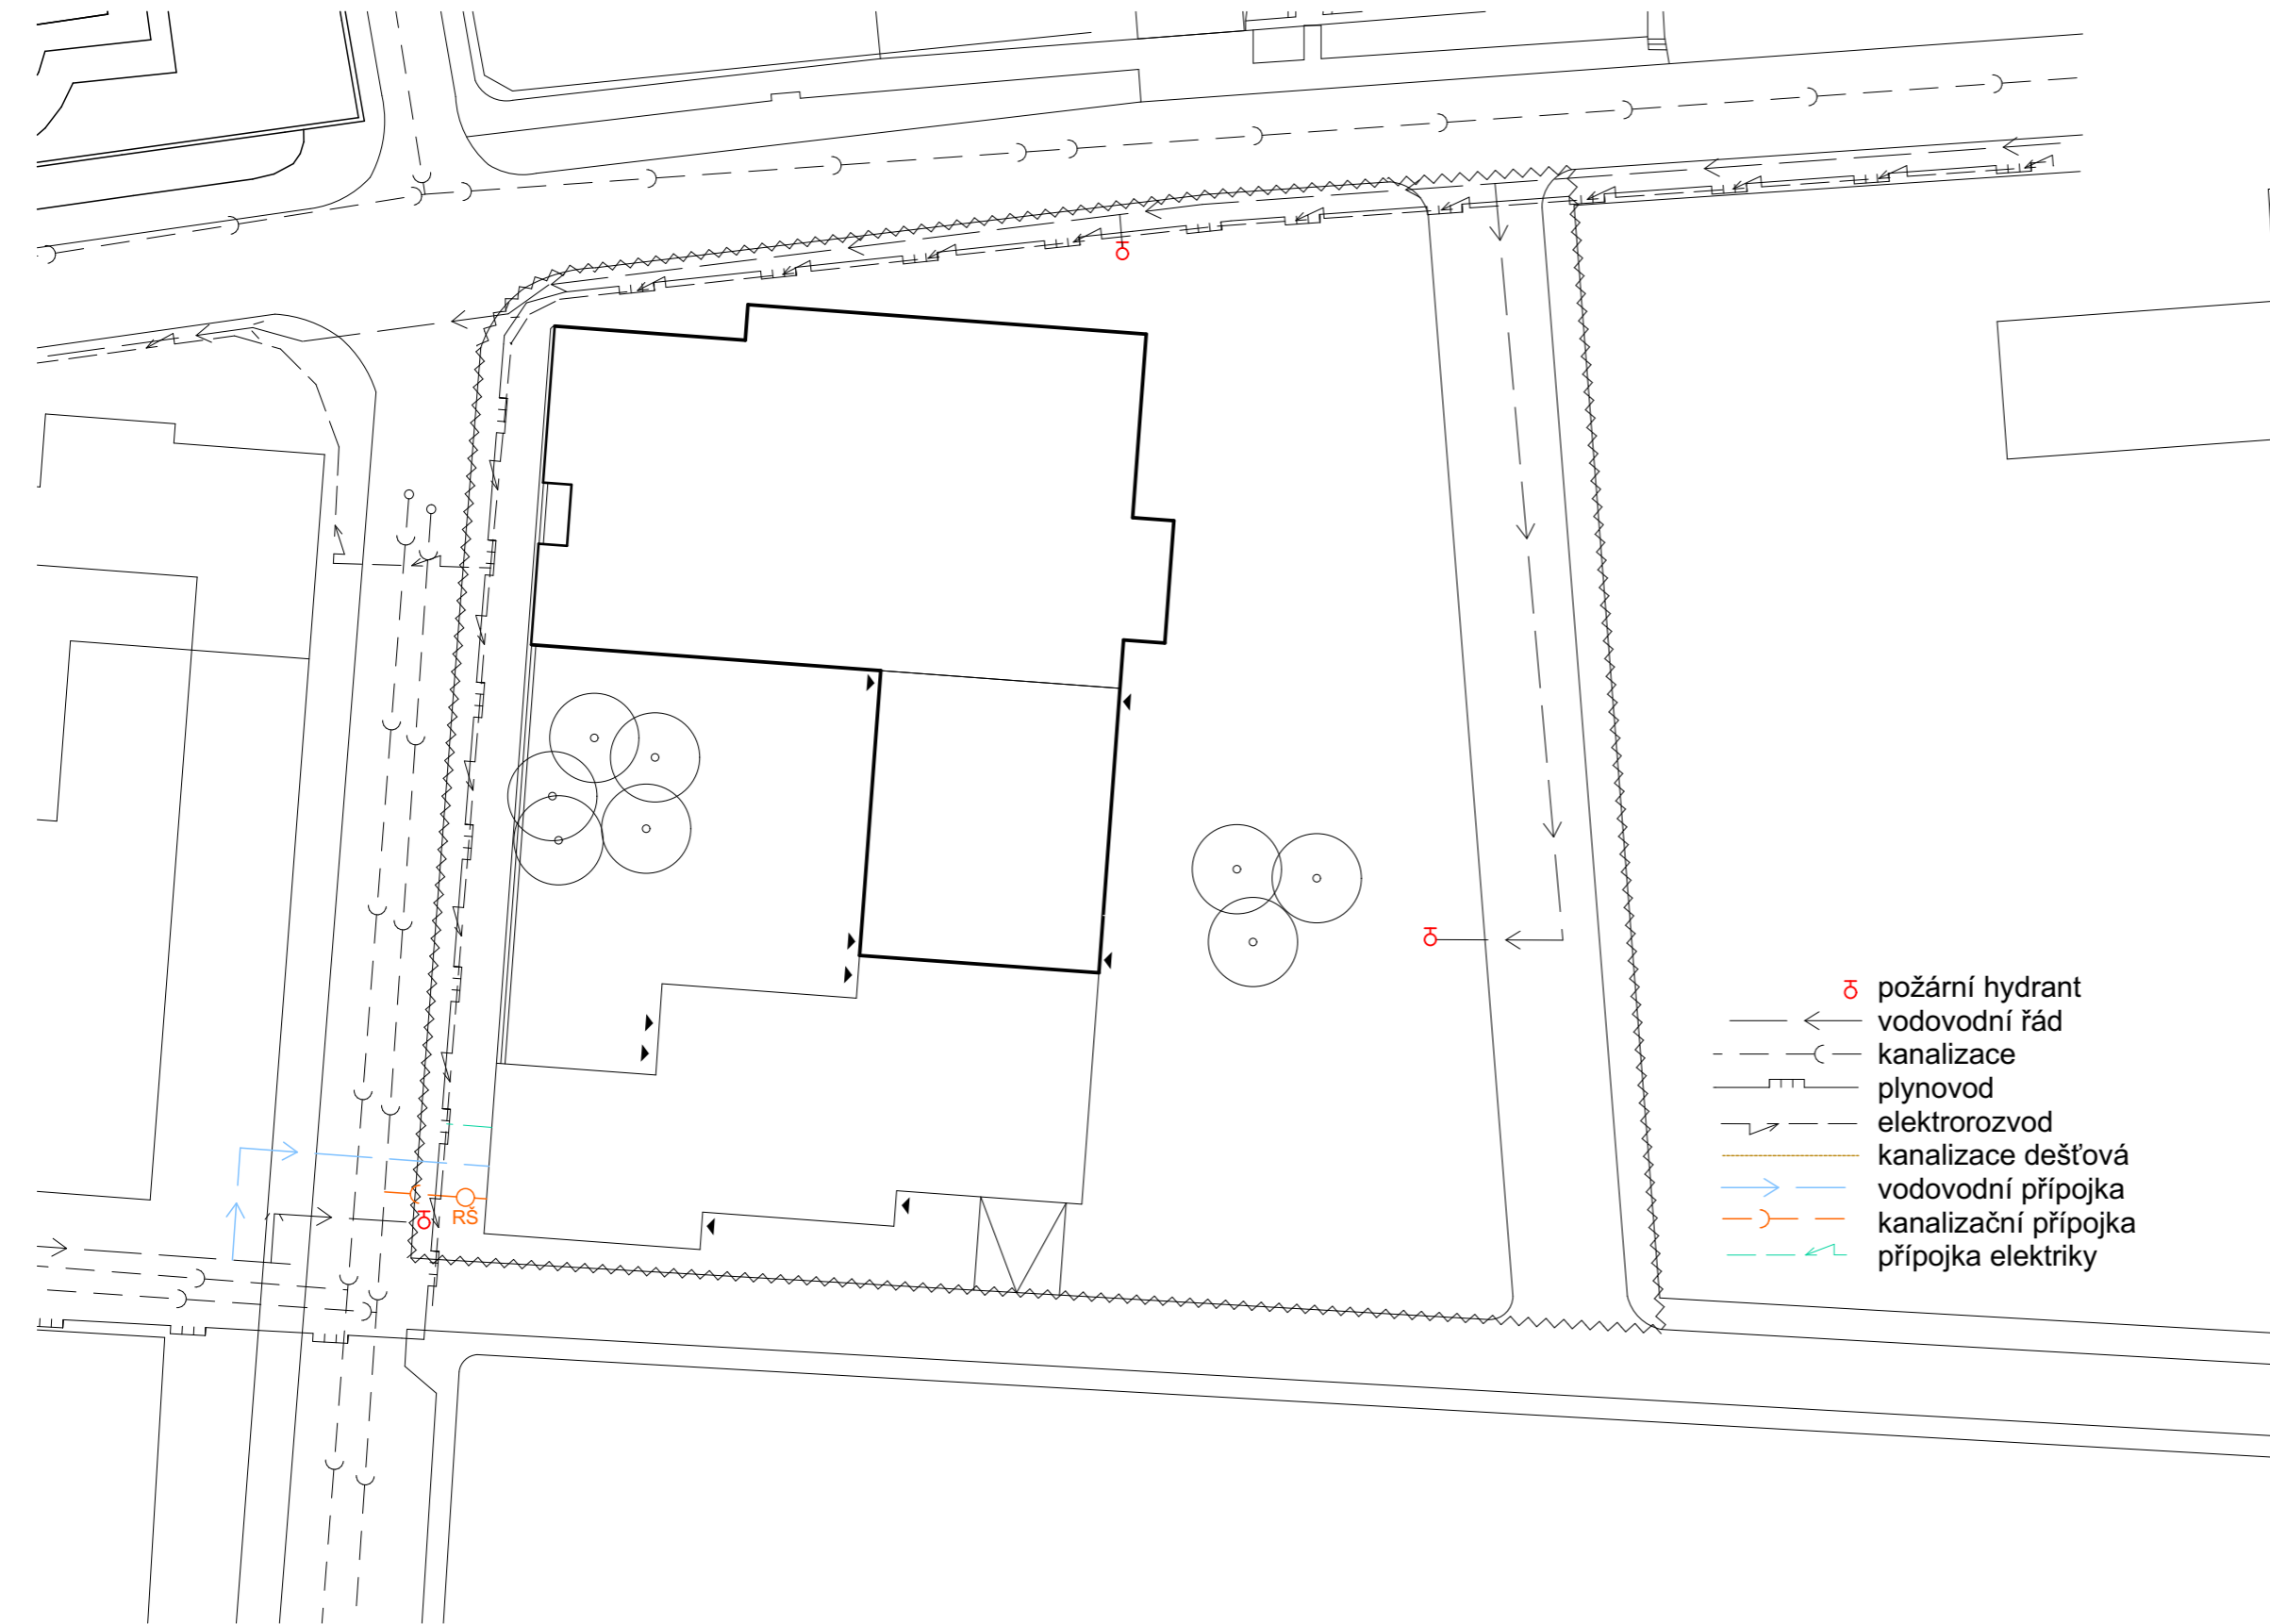 požární hydrant
vodovodní řád
kanalizace
plynovod
elektrorozvod
kanalizace dešťová
vodovodní přípojka
RŠ
kanalizační přípojka
přípojka elektriky